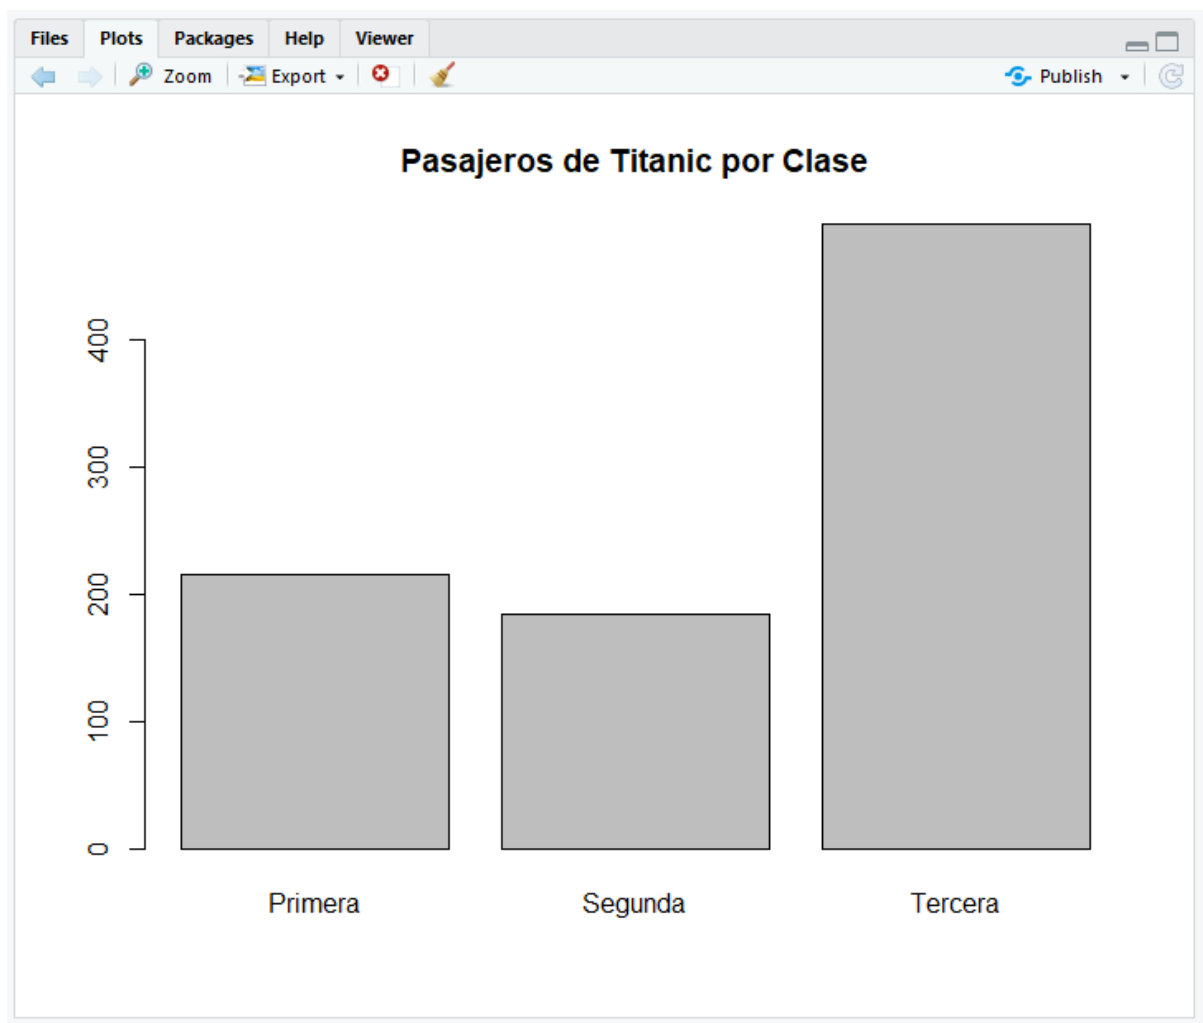 Files Plots Packages Help Viewer
Zoom Export Publish
Pasajeros de Titanic por Clase
400
300
200
100
0
Primera Segunda Tercera